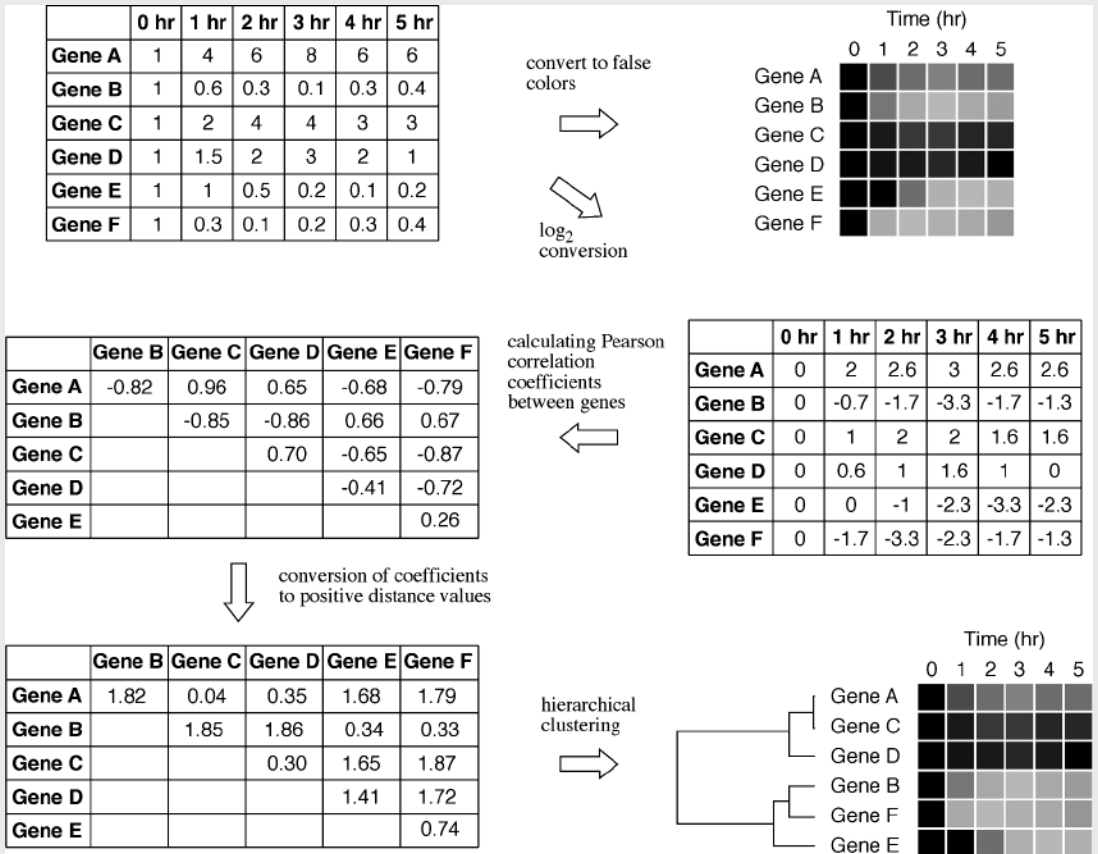 0 hr 1 hr 2 hr 3 hr 4 hr 5 hr
Gene A 1 4 6 8 6 6
Gene B 1 0.6 0.3 0.1 0.3 0.4
Gene C 1 2 4 4 3 3
Gene D 1 1.5 2 3 2 1
Gene E 1 1 0.5 0.2 0.1 0.2
Gene F 1 0.3 0.1 0.2 0.3 0.4
convert to false
colors
log2
conversion
Time (hr)
0 1 2 3 4 5
Gene A
Gene B
Gene C
Gene D
Gene E
Gene F
0 hr 1 hr 2 hr 3 hr 4 hr 5 hr
Gene A 0 2 2.6 3 2.6 2.6
Gene B 0 -0.7 -1.7 -3.3 -1.7 -1.3
Gene C 0 1 2 2 1.6 1.6
Gene D 0 0.6 1 1.6 1 0
Gene E 0 0 -1 -2.3 -3.3 -2.3
Gene F 0 -1.7 -3.3 -2.3 -1.7 -1.3
calculating Pearson
correlation
coefficients
between genes
Gene B Gene C Gene D Gene E Gene F
Gene A -0.82 0.96 0.65 -0.68 -0.79
Gene B -0.85 -0.86 0.66 0.67
Gene C 0.70 -0.65 -0.87
Gene D -0.41 -0.72
Gene E 0.26
conversion of coefficients
to positive distance values
Gene B Gene C Gene D Gene E Gene F
Gene A 1.82 0.04 0.35 1.68 1.79
Gene B 1.85 1.86 0.34 0.33
Gene C 0.30 1.65 1.87
Gene D 1.41 1.72
Gene E 0.74
hierarchical
clustering
Time (hr)
0 1 2 3 4 5
Gene A
Gene C
Gene D
Gene B
Gene F
Gene E